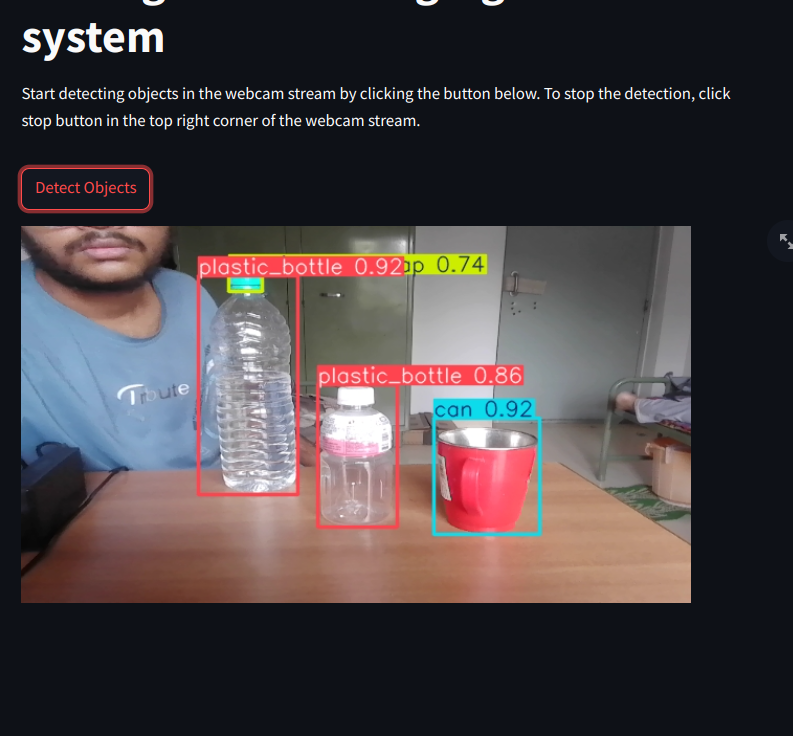 system
Start detecting objects in the webcam stream by clicking the button below. To stop the detection, click
stop button in the top right corner of the webcam stream.
Detect Objects
plastic_bottle 0.92
0.74
plastic_bottle 0.86
can 0.92
Tribute